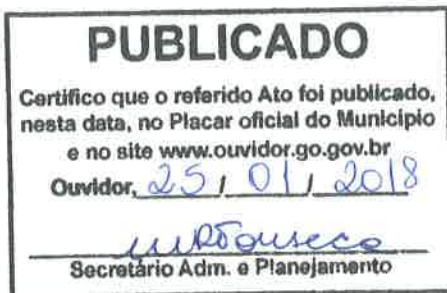 PUBLICADO
Certifico que o referido Ato foi publicado,
nesta data, no Placar oficial do Município
e no site www.ouvidor.go.gov.br
Ouvidor, 25 / 01 / 2018
Secretário Adm. e Planejamento